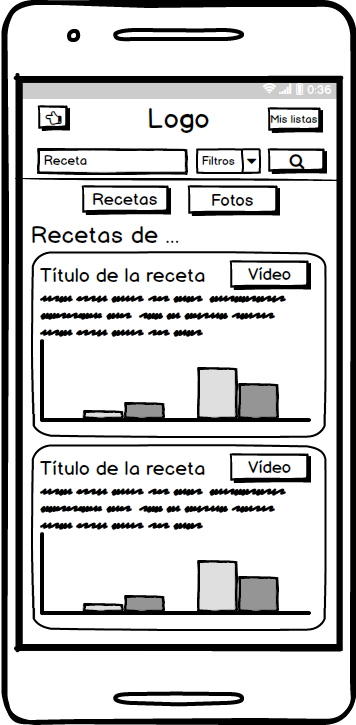 0:36
Logo
Mis listas
Receta
Filtros
Recetas
Fotos
Recetas de ...
Título de la receta
Vídeo
Título de la receta
Vídeo